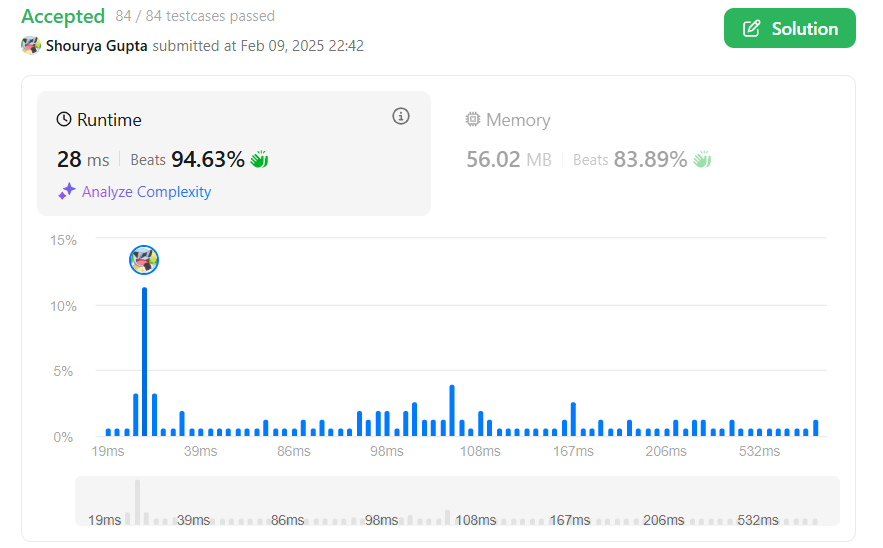 Accepted 84 / 84 testcases passed
Shourya Gupta submitted at Feb 09, 2025 22:42
Solution
Runtime
28 ms Beats 94.63%
Analyze Complexity
Memory
56.02 MB Beats 83.89%
15%
10%
5%
0%
19ms 39ms 86ms 98ms 108ms 167ms 206ms 532ms
19ms 39ms 86ms 98ms 108ms 167ms 206ms 532ms